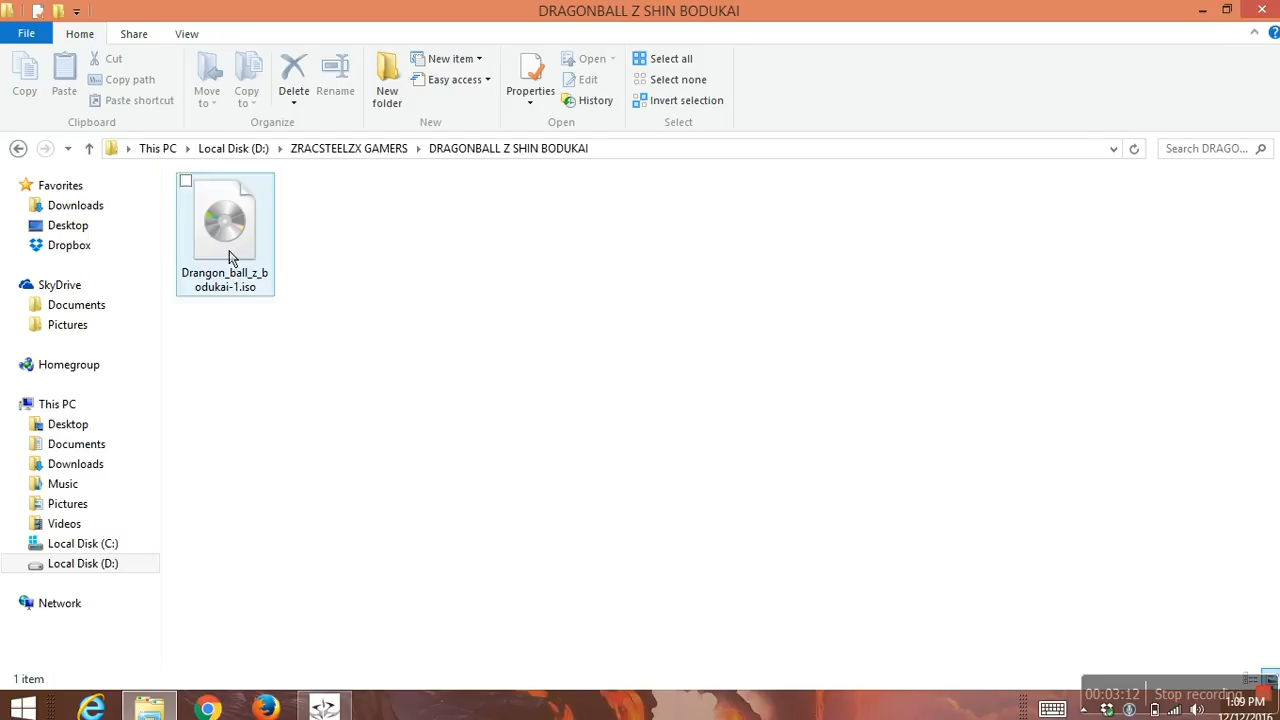 DRAGONBALL Z SHIN BODUKAI
File Home Share View
Copy
Paste
Cut
Copy path
Paste shortcut
Clipboard
Move to
Copy to
Delete
Rename
Organize
New folder
New item
Easy access
New
Properties
Open
Edit
History
Open
Select all
Select none
Invert selection
Select
This PC Local Disk (D:) ZRACSTEELZX GAMERS DRAGONBALL Z SHIN BODUKAI
Search DRAGO...
Favorites
Downloads
Desktop
Dropbox
SkyDrive
Documents
Pictures
Homegroup
This PC
Desktop
Documents
Downloads
Music
Pictures
Videos
Local Disk (C:)
Local Disk (D:)
Network
Drangon_ball_z_b
odukai-1.iso
1 item
00:03:12 Stop recording
1:09 PM
12/12/2016